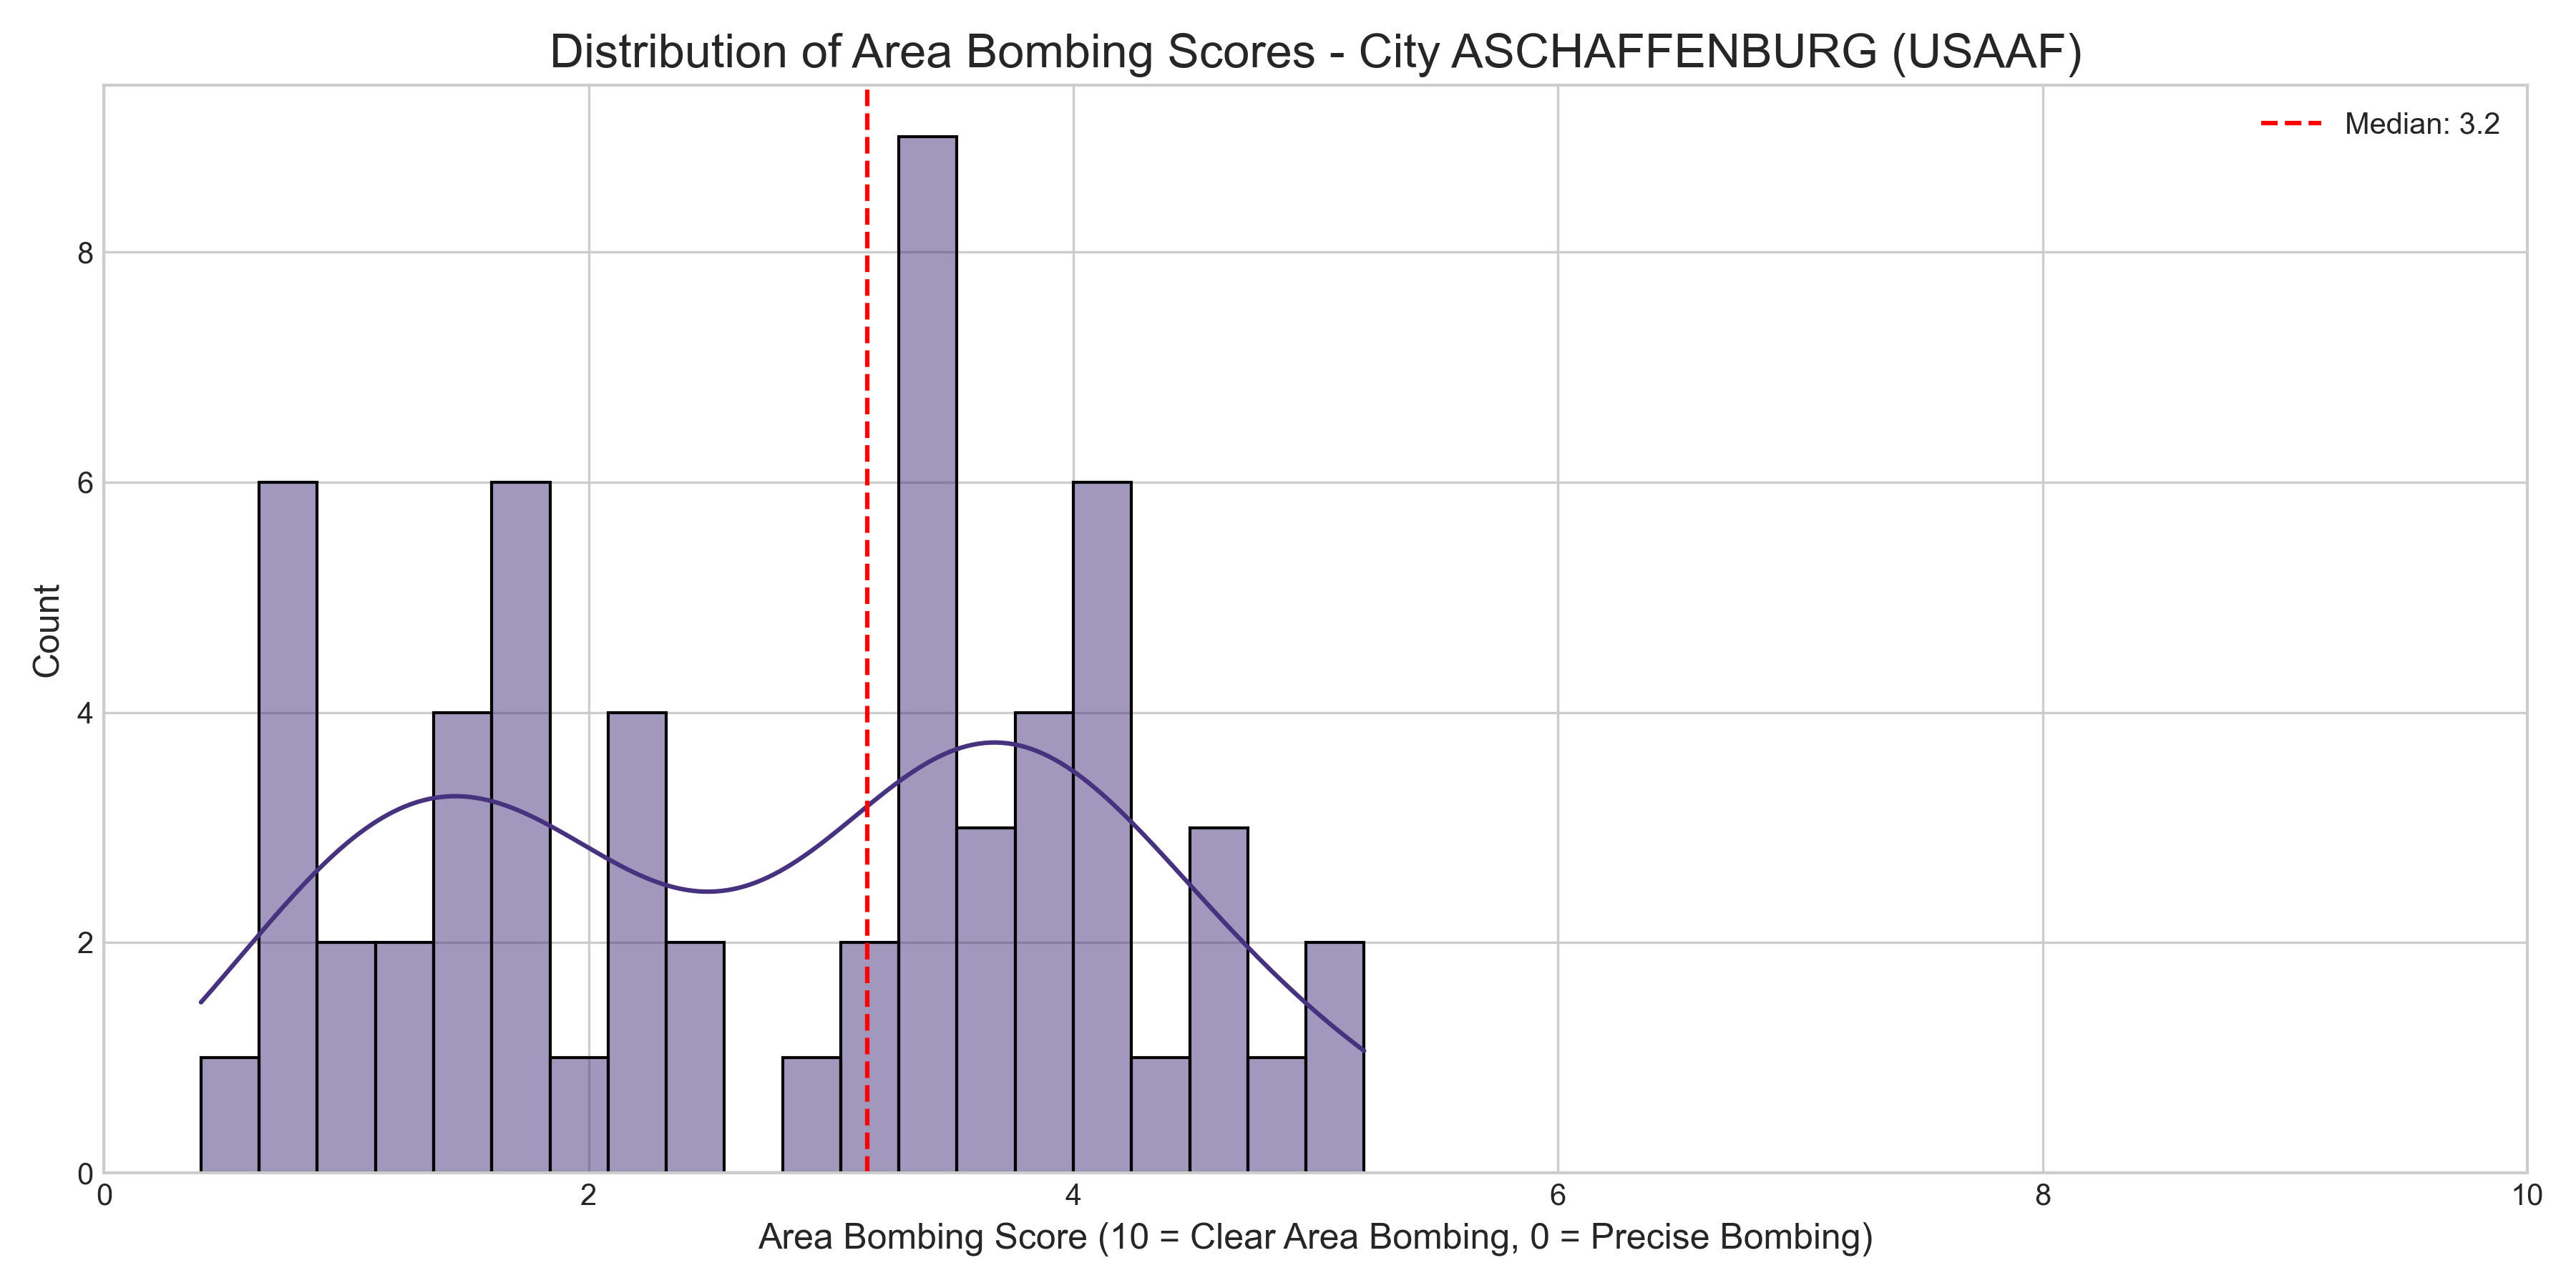 Distribution of Area Bombing Scores - City ASCHAFFENBURG (USAAF)
Median: 3.2
Count
8
6
4
2
0
0 2 4 6 8 10
Area Bombing Score (10 = Clear Area Bombing, 0 = Precise Bombing)